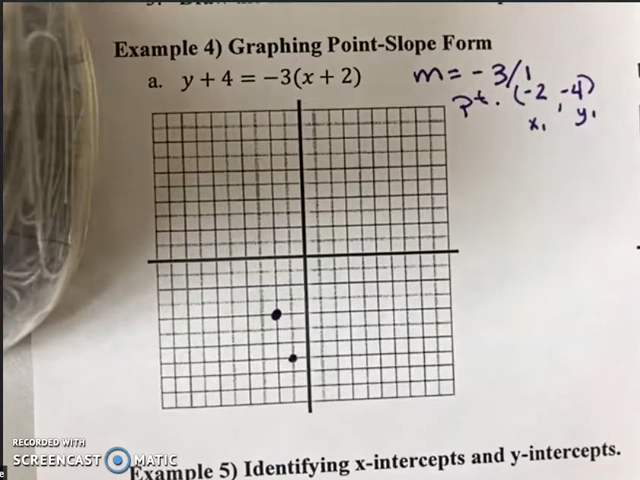 Example 4) Graphing Point-Slope Form
a. y + 4 = −3(x + 2)
m = - 3/1
Pt. (-2, -4)
x₁ y₁
RECORDED WITH
SCREENCAST MATIC
Example 5) Identifying x-intercepts and y-intercepts.